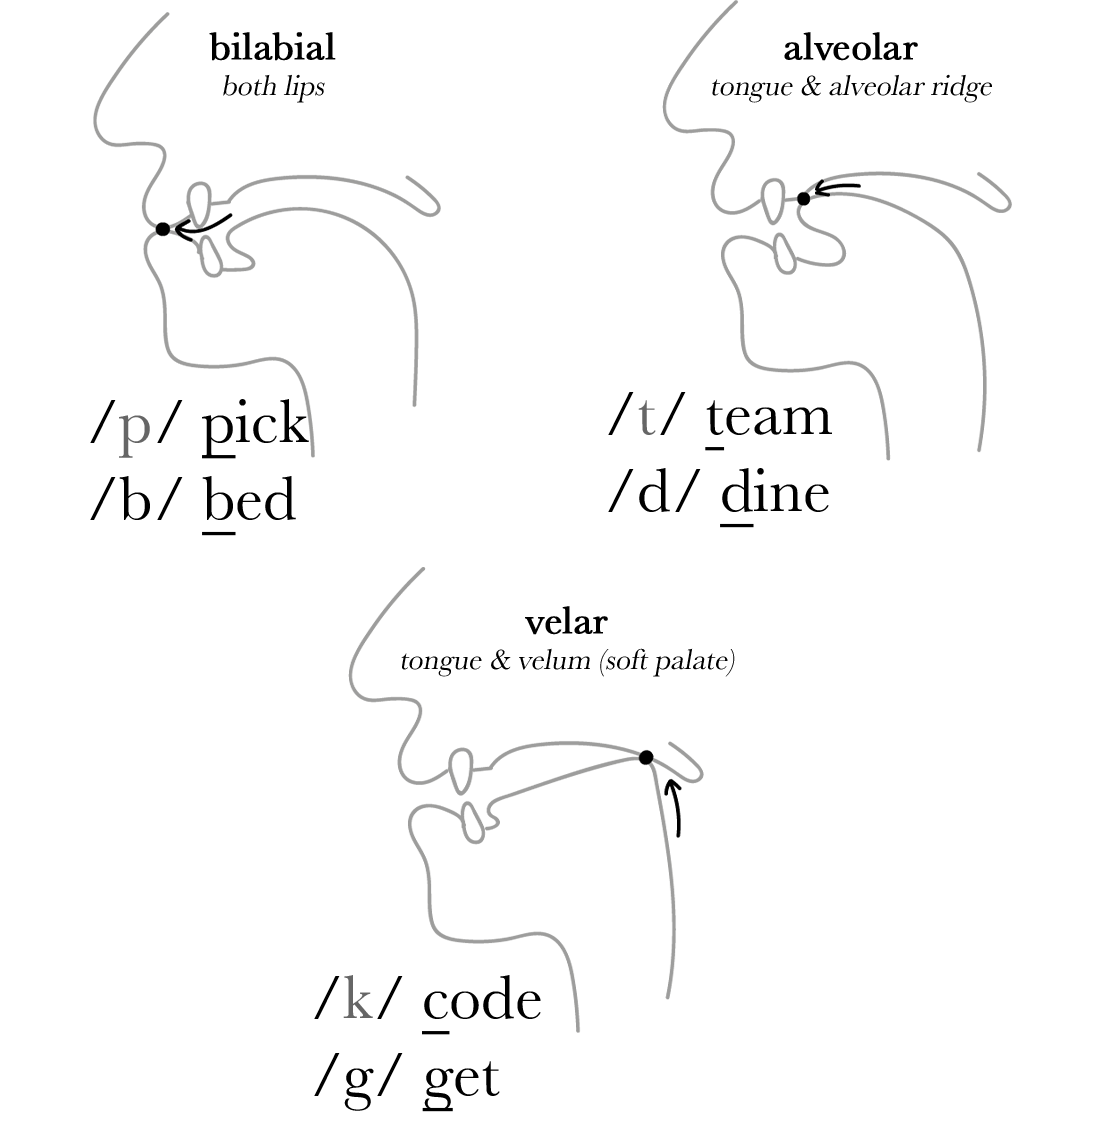 bilabial
both lips
/p/ pick
/b/ bed
alveolar
tongue & alveolar ridge
/t/ team
/d/ dine
velar
tongue & velum (soft palate)
/k/ code
/g/ get